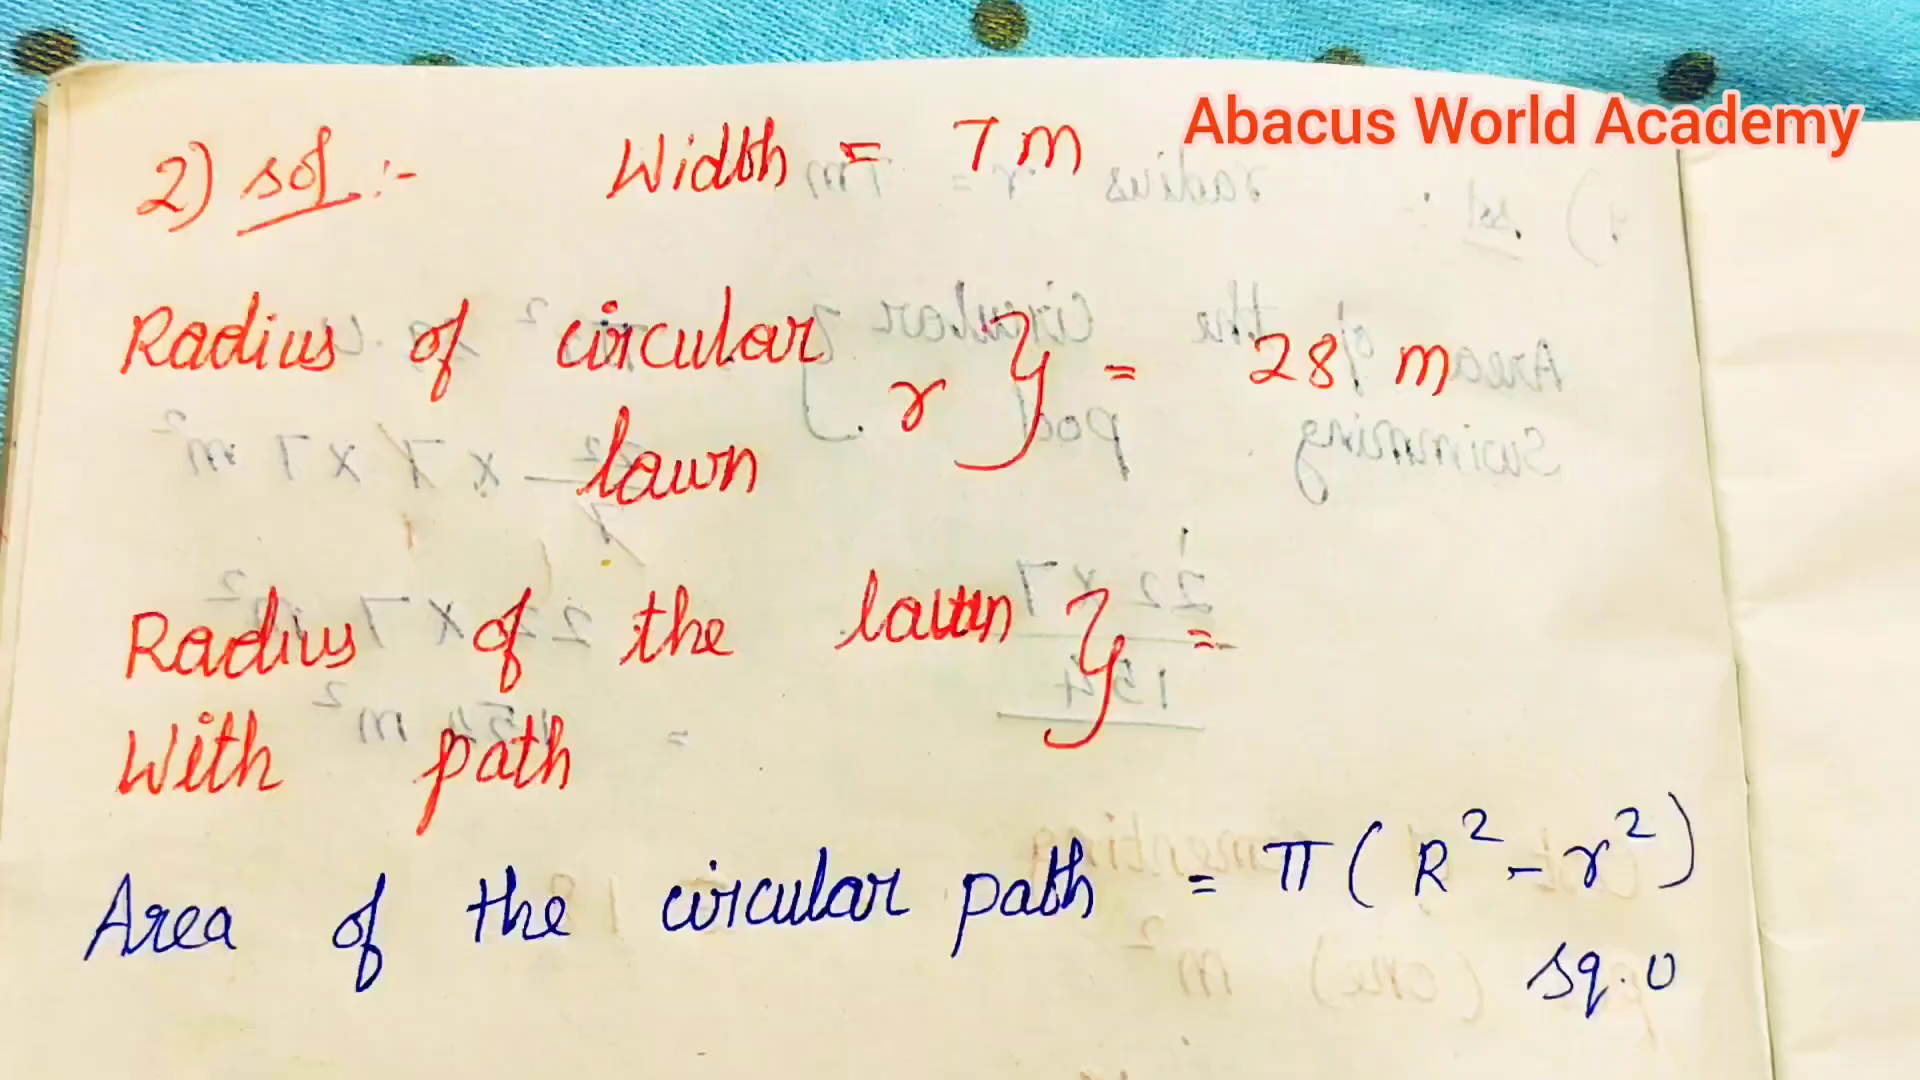 Abacus World Academy
2) sol :- Width = 7 m
Radius of circular
lawn r } = 28 m
Radius of the lawn } =
With path
Area of the circular path = π ( R² - r² )
sq. u